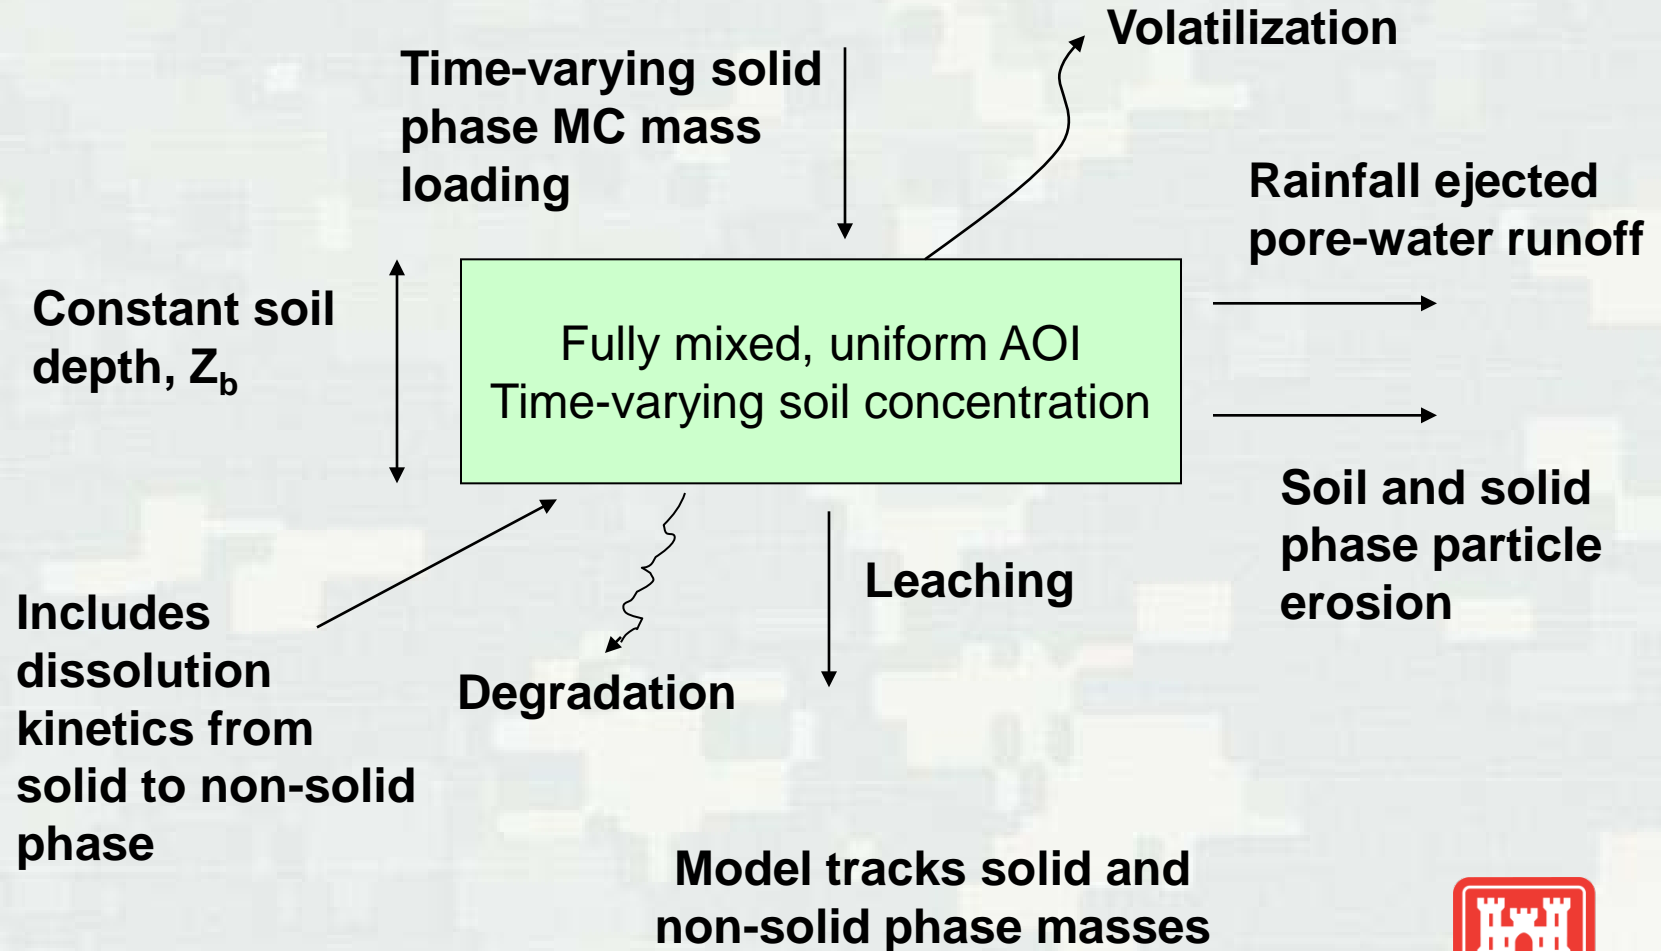 Volatilization
Time-varying solid
phase MC mass
loading
Rainfall ejected
pore-water runoff
Constant soil
depth, Z_b
Fully mixed, uniform AOI
Time-varying soil concentration
Soil and solid
phase particle
erosion
Leaching
Includes
dissolution
kinetics from
solid to non-solid
phase
Degradation
Model tracks solid and
non-solid phase masses